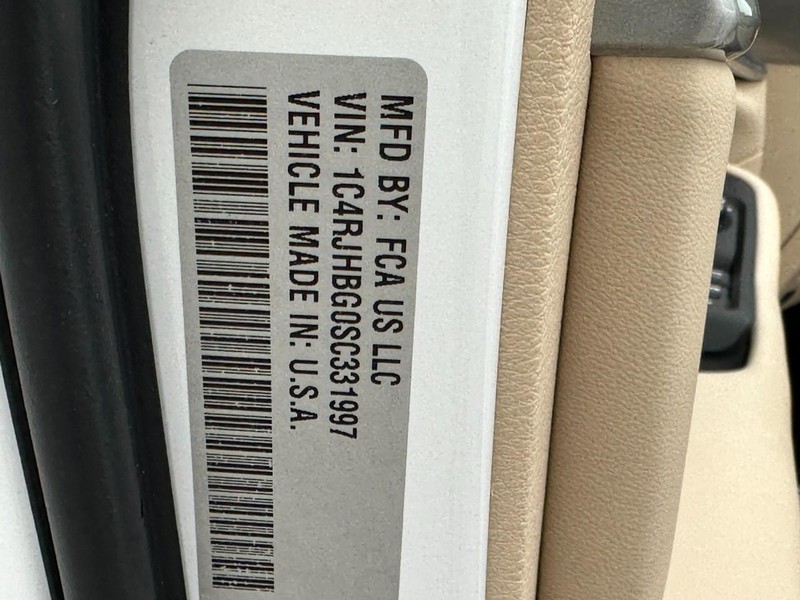 MFD BY: FCA US LLC
VIN: 1C4RJHBG0SC331997
VEHICLE MADE IN: U.S.A.